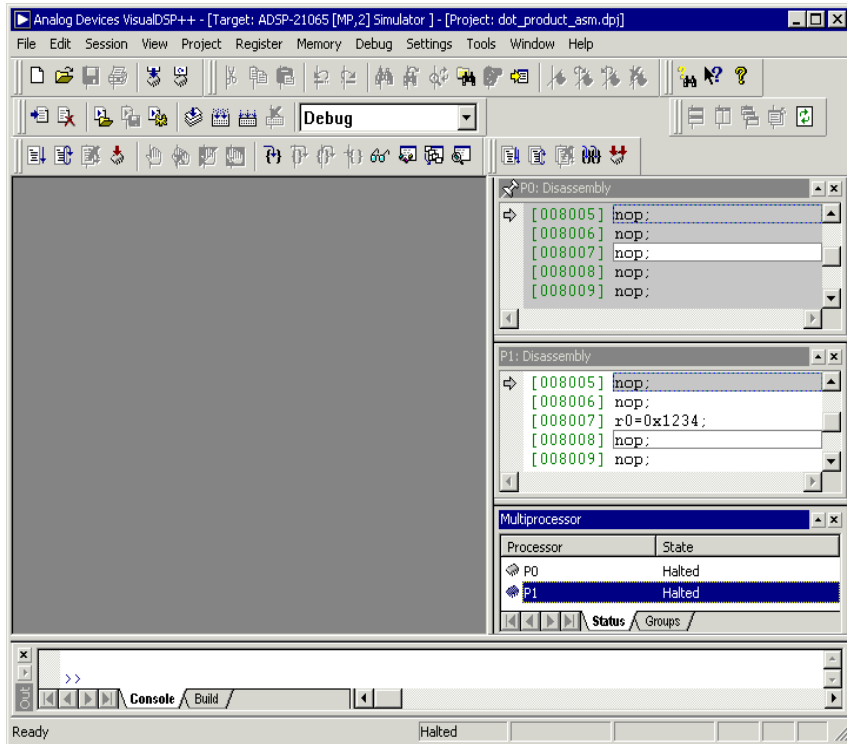 Analog Devices VisualDSP++ - [Target: ADSP-21065 [MP,2] Simulator ] - [Project: dot_product_asm.dpj]
File Edit Session View Project Register Memory Debug Settings Tools Window Help
Debug
P0: Disassembly
[008005] nop;
[008006] nop;
[008007] nop;
[008008] nop;
[008009] nop;
P1: Disassembly
[008005] nop;
[008006] nop;
[008007] r0=0x1234;
[008008] nop;
[008009] nop;
Multiprocessor
Processor State
P0 Halted
P1 Halted
Status Groups
>>
Out
Console Build
Ready Halted